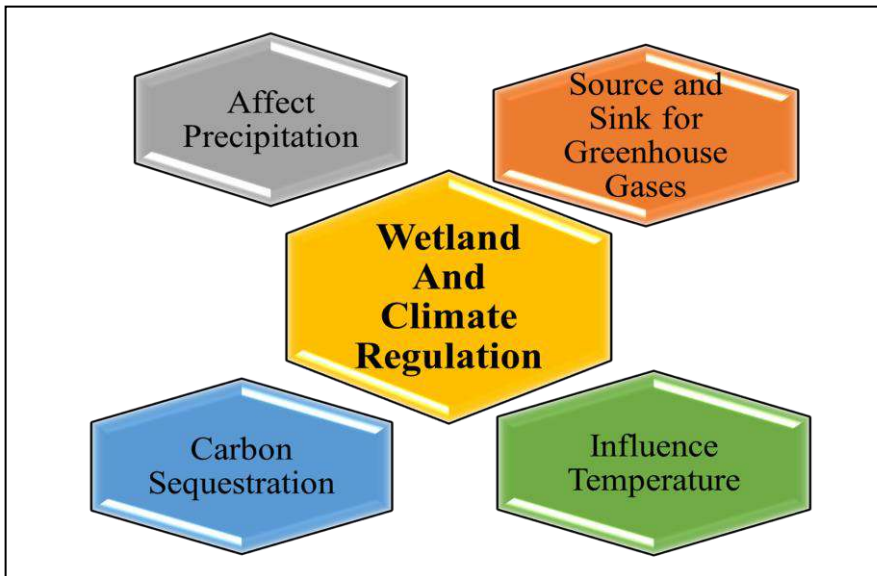 Affect
Precipitation
Source and
Sink for
Greenhouse
Gases
Wetland
And
Climate
Regulation
Carbon
Sequestration
Influence
Temperature